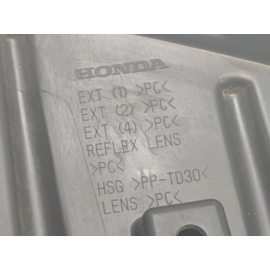 HONDA
EXT (1) >PC<
EXT (2) >PC<
EXT (4) >PC<
REFLEX LENS
>PC<
HSG >PP-TD30<
LENS >PC<